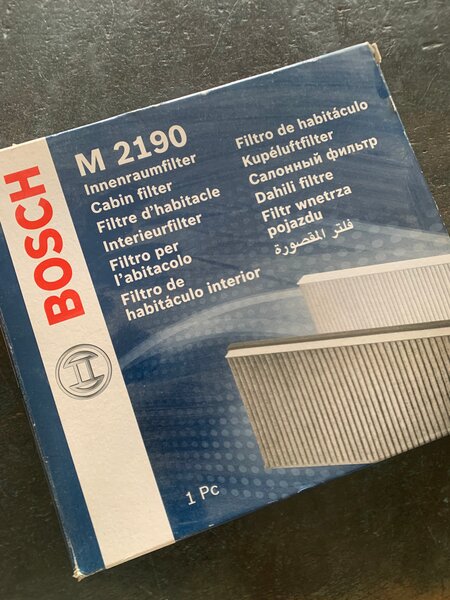 BOSCH
M 2190
Innenraumfilter
Cabin filter
Filtre d'habitacle
Interieurfilter
Filtro per
l'abitacolo
Filtro de
habitáculo interior
Filtro de habitáculo
Kupéluftfilter
Салонный фильтр
Dahili filtre
Filtr wnetrza
pojazdu
فلتر المقصورة
1 Pc